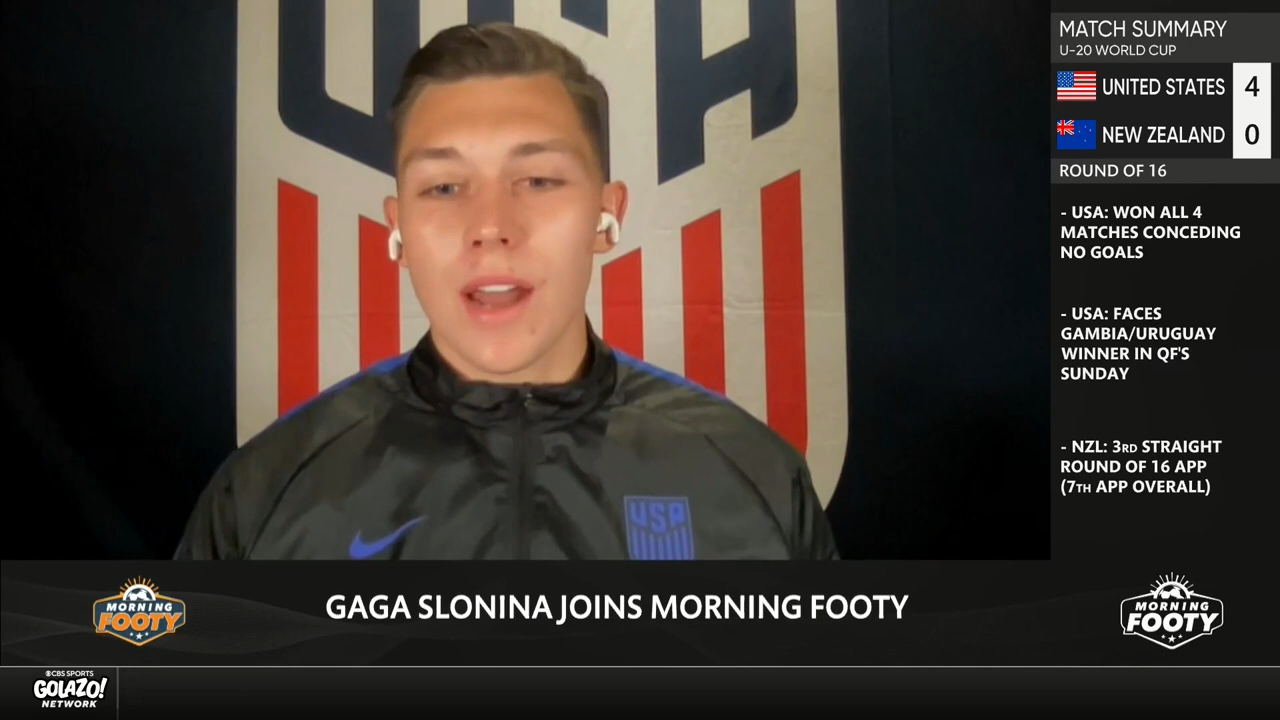 USA
USA
MATCH SUMMARY
U-20 WORLD CUP
UNITED STATES 4
NEW ZEALAND 0
ROUND OF 16
- USA: WON ALL 4
MATCHES CONCEDING
NO GOALS
- USA: FACES
GAMBIA/URUGUAY
WINNER IN QF'S
SUNDAY
- NZL: 3RD STRAIGHT
ROUND OF 16 APP
(7TH APP OVERALL)
MORNING
FOOTY
GAGA SLONINA JOINS MORNING FOOTY
MORNING
FOOTY
CBS SPORTS
GOLAZO!
NETWORK